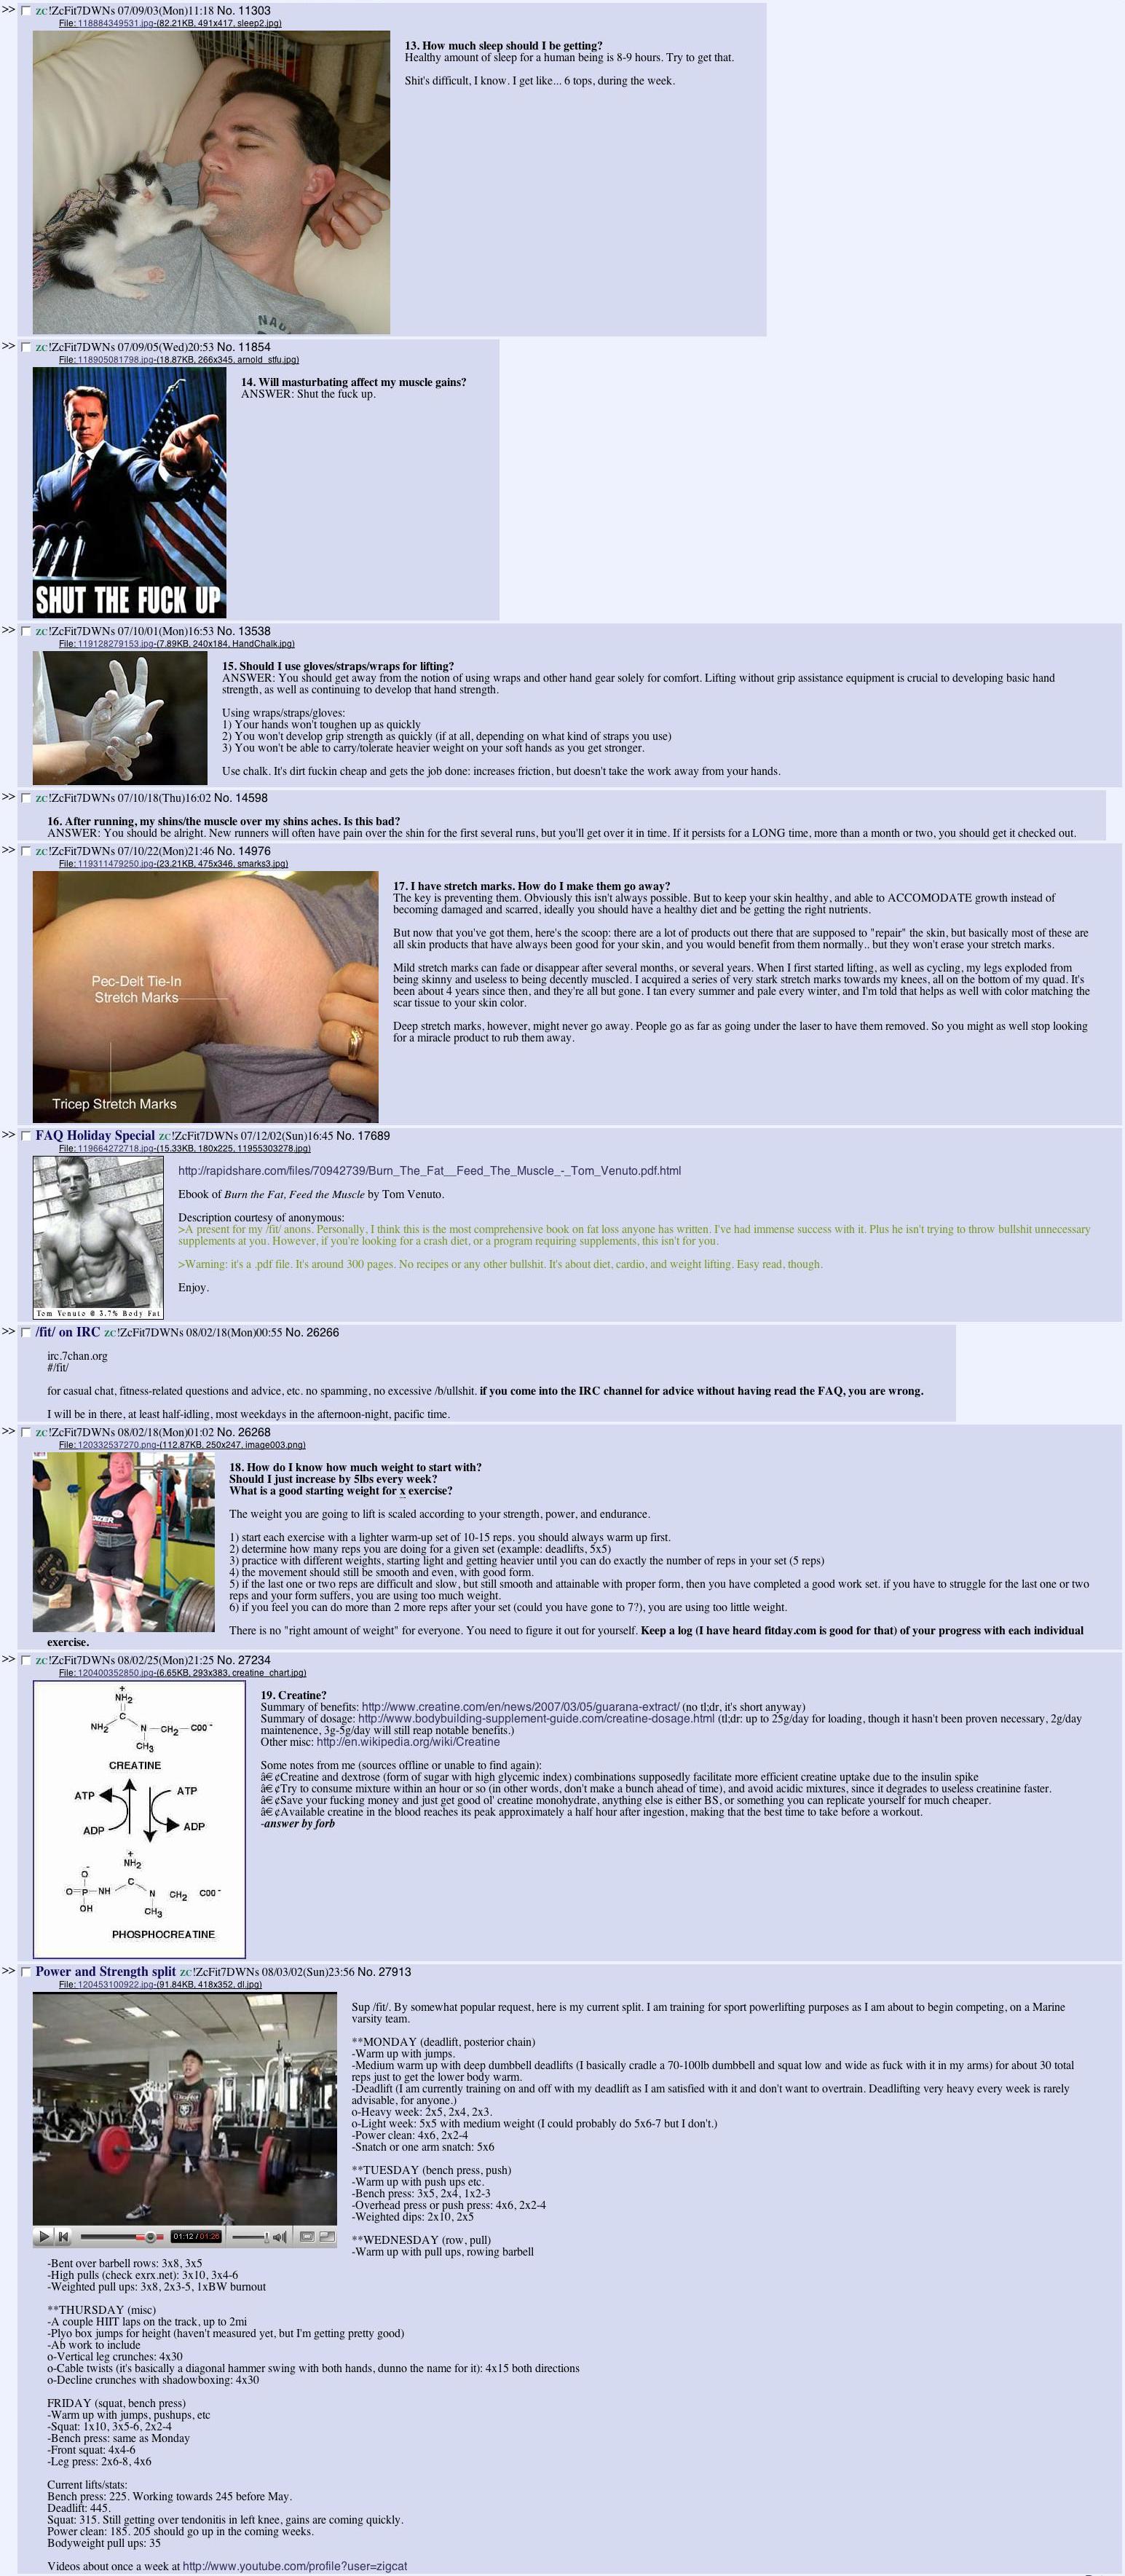 >> zc!ZcFit7DWNs 07/09/03(Mon)11:18 No. 11303
File: 118884349531.jpg-(82.21KB, 491x417, sleep2.jpg)
13. How much sleep should I be getting?
Healthy amount of sleep for a human being is 8-9 hours. Try to get that.
Shit's difficult, I know. I get like... 6 tops, during the week.
>> zc!ZcFit7DWNs 07/09/05(Wed)20:53 No. 11854
File: 118905081798.jpg-(18.87KB, 266x345, arnold_stfu.jpg)
14. Will masturbating affect my muscle gains?
ANSWER: Shut the fuck up.
SHUT THE FUCK UP
>> zc!ZcFit7DWNs 07/10/01(Mon)16:53 No. 13538
File: 119128279153.jpg-(7.89KB, 240x184, HandChalk.jpg)
15. Should I use gloves/straps/wraps for lifting?
ANSWER: You should get away from the notion of using wraps and other hand gear solely for comfort. Lifting without grip assistance equipment is crucial to developing basic hand
strength, as well as continuing to develop that hand strength.
Using wraps/straps/gloves:
1) Your hands won't toughen up as quickly
2) You won't develop grip strength as quickly (if at all, depending on what kind of straps you use)
3) You won't be able to carry/tolerate heavier weight on your soft hands as you get stronger.
Use chalk. It's dirt fuckin cheap and gets the job done: increases friction, but doesn't take the work away from your hands.
>> zc!ZcFit7DWNs 07/10/18(Thu)16:02 No. 14598
16. After running, my shins/the muscle over my shins aches. Is this bad?
ANSWER: You should be alright. New runners will often have pain over the shin for the first several runs, but you'll get over it in time. If it persists for a LONG time, more than a month or two, you should get it checked out.
>> zc!ZcFit7DWNs 07/10/22(Mon)21:46 No. 14976
File: 119311479250.jpg-(23.21KB, 475x346, smarks3.jpg)
17. I have stretch marks. How do I make them go away?
The key is preventing them. Obviously this isn't always possible. But to keep your skin healthy, and able to ACCOMODATE growth instead of
becoming damaged and scarred, ideally you should have a healthy diet and be getting the right nutrients.
But now that you've got them, here's the scoop: there are a lot of products out there that are supposed to "repair" the skin, but basically most of these are
all skin products that have always been good for your skin, and you would benefit from them normally.. but they won't erase your stretch marks.
Mild stretch marks can fade or disappear after several months, or several years. When I first started lifting, as well as cycling, my legs exploded from
being skinny and useless to being decently muscled. I acquired a series of very stark stretch marks towards my knees, all on the bottom of my quad. It's
been about 4 years since then, and they're all but gone. I tan every summer and pale every winter, and I'm told that helps as well with color matching the
scar tissue to your skin color.
Deep stretch marks, however, might never go away. People go as far as going under the laser to have them removed. So you might as well stop looking
for a miracle product to rub them away.
Pec-Delt Tie-In
Stretch Marks
Tricep Stretch Marks
>> FAQ Holiday Special zc!ZcFit7DWNs 07/12/02(Sun)16:45 No. 17689
File: 119664272718.jpg-(15.33KB, 180x225, 11955303278.jpg)
http://rapidshare.com/files/70942739/Burn_The_Fat__Feed_The_Muscle_-_Tom_Venuto.pdf.html
Ebook of Burn the Fat, Feed the Muscle by Tom Venuto.
Description courtesy of anonymous:
>A present for my /fit/ anons. Personally, I think this is the most comprehensive book on fat loss anyone has written. I've had immense success with it. Plus he isn't trying to throw bullshit unnecessary
supplements at you. However, if you're looking for a crash diet, or a program requiring supplements, this isn't for you.
>Warning: it's a .pdf file. It's around 300 pages. No recipes or any other bullshit. It's about diet, cardio, and weight lifting. Easy read, though.
Enjoy.
Tom Venuto @ 3.7% Body Fat
>> /fit/ on IRC zc!ZcFit7DWNs 08/02/18(Mon)00:55 No. 26266
irc.7chan.org
#/fit/
for casual chat, fitness-related questions and advice, etc. no spamming, no excessive /b/ullshit. if you come into the IRC channel for advice without having read the FAQ, you are wrong.
I will be in there, at least half-idling, most weekdays in the afternoon-night, pacific time.
>> zc!ZcFit7DWNs 08/02/18(Mon)01:02 No. 26268
File: 120332537270.png-(112.87KB, 250x247, image003.png)
18. How do I know how much weight to start with?
Should I just increase by 5lbs every week?
What is a good starting weight for x exercise?
The weight you are going to lift is scaled according to your strength, power, and endurance.
1) start each exercise with a lighter warm-up set of 10-15 reps. you should always warm up first.
2) determine how many reps you are doing for a given set (example: deadlifts, 5x5)
3) practice with different weights, starting light and getting heavier until you can do exactly the number of reps in your set (5 reps)
4) the movement should still be smooth and even, with good form.
5) if the last one or two reps are difficult and slow, but still smooth and attainable with proper form, then you have completed a good work set. if you have to struggle for the last one or two
reps and your form suffers, you are using too much weight.
6) if you feel you can do more than 2 more reps after your set (could you have gone to 7?), you are using too little weight.
There is no "right amount of weight" for everyone. You need to figure it out for yourself. Keep a log (I have heard fitday.com is good for that) of your progress with each individual
exercise.
>> zc!ZcFit7DWNs 08/02/25(Mon)21:25 No. 27234
File: 120400352850.jpg-(6.65KB, 293x383, creatine_chart.jpg)
19. Creatine?
Summary of benefits: http://www.creatine.com/en/news/2007/03/05/guarana-extract/ (no tl;dr, it's short anyway)
Summary of dosage: http://www.bodybuilding-supplement-guide.com/creatine-dosage.html (tl;dr: up to 25g/day for loading, though it hasn't been proven necessary, 2g/day
maintenence, 3g-5g/day will still reap notable benefits.)
Other misc: http://en.wikipedia.org/wiki/Creatine
Some notes from me (sources offline or unable to find again):
â€¢Creatine and dextrose (form of sugar with high glycemic index) combinations supposedly facilitate more efficient creatine uptake due to the insulin spike
â€¢Try to consume mixture within an hour or so (in other words, don't make a bunch ahead of time), and avoid acidic mixtures, since it degrades to useless creatinine faster.
â€¢Save your fucking money and just get good ol' creatine monohydrate, anything else is either BS, or something you can replicate yourself for much cheaper.
â€¢Available creatine in the blood reaches its peak approximately a half hour after ingestion, making that the best time to take before a workout.
-answer by forb
+
NH2
C
NH2 N — CH2 — COO -
CH3
CREATINE
ATP ATP
ADP ADP
+
NH2
O -
C
O=P — NH N CH2 COO -
OH CH3
PHOSPHOCREATINE
>> Power and Strength split zc!ZcFit7DWNs 08/03/02(Sun)23:56 No. 27913
File: 120453100922.jpg-(91.84KB, 418x352, dl.jpg)
Sup /fit/. By somewhat popular request, here is my current split. I am training for sport powerlifting purposes as I am about to begin competing, on a Marine
varsity team.
**MONDAY (deadlift, posterior chain)
-Warm up with jumps.
-Medium warm up with deep dumbbell deadlifts (I basically cradle a 70-100lb dumbbell and squat low and wide as fuck with it in my arms) for about 30 total
reps just to get the lower body warm.
-Deadlift (I am currently training on and off with my deadlift as I am satisfied with it and don't want to overtrain. Deadlifting very heavy every week is rarely
advisable, for anyone.)
o-Heavy week: 2x5, 2x4, 2x3.
o-Light week: 5x5 with medium weight (I could probably do 5x6-7 but I don't.)
-Power clean: 4x6, 2x2-4
-Snatch or one arm snatch: 5x6
**TUESDAY (bench press, push)
-Warm up with push ups etc.
-Bench press: 3x5, 2x4, 1x2-3
-Overhead press or push press: 4x6, 2x2-4
-Weighted dips: 2x10, 2x5
**WEDNESDAY (row, pull)
-Warm up with pull ups, rowing barbell
01:12 / 01:26
-Bent over barbell rows: 3x8, 3x5
-High pulls (check exrx.net): 3x10, 3x4-6
-Weighted pull ups: 3x8, 2x3-5, 1xBW burnout
**THURSDAY (misc)
-A couple HIIT laps on the track, up to 2mi
-Plyo box jumps for height (haven't measured yet, but I'm getting pretty good)
-Ab work to include
o-Vertical leg crunches: 4x30
o-Cable twists (it's basically a diagonal hammer swing with both hands, dunno the name for it): 4x15 both directions
o-Decline crunches with shadowboxing: 4x30
FRIDAY (squat, bench press)
-Warm up with jumps, pushups, etc
-Squat: 1x10, 3x5-6, 2x2-4
-Bench press: same as Monday
-Front squat: 4x4-6
-Leg press: 2x6-8, 4x6
Current lifts/stats:
Bench press: 225. Working towards 245 before May.
Deadlift: 445.
Squat: 315. Still getting over tendonitis in left knee, gains are coming quickly.
Power clean: 185. 205 should go up in the coming weeks.
Bodyweight pull ups: 35
Videos about once a week at http://www.youtube.com/profile?user=zigcat